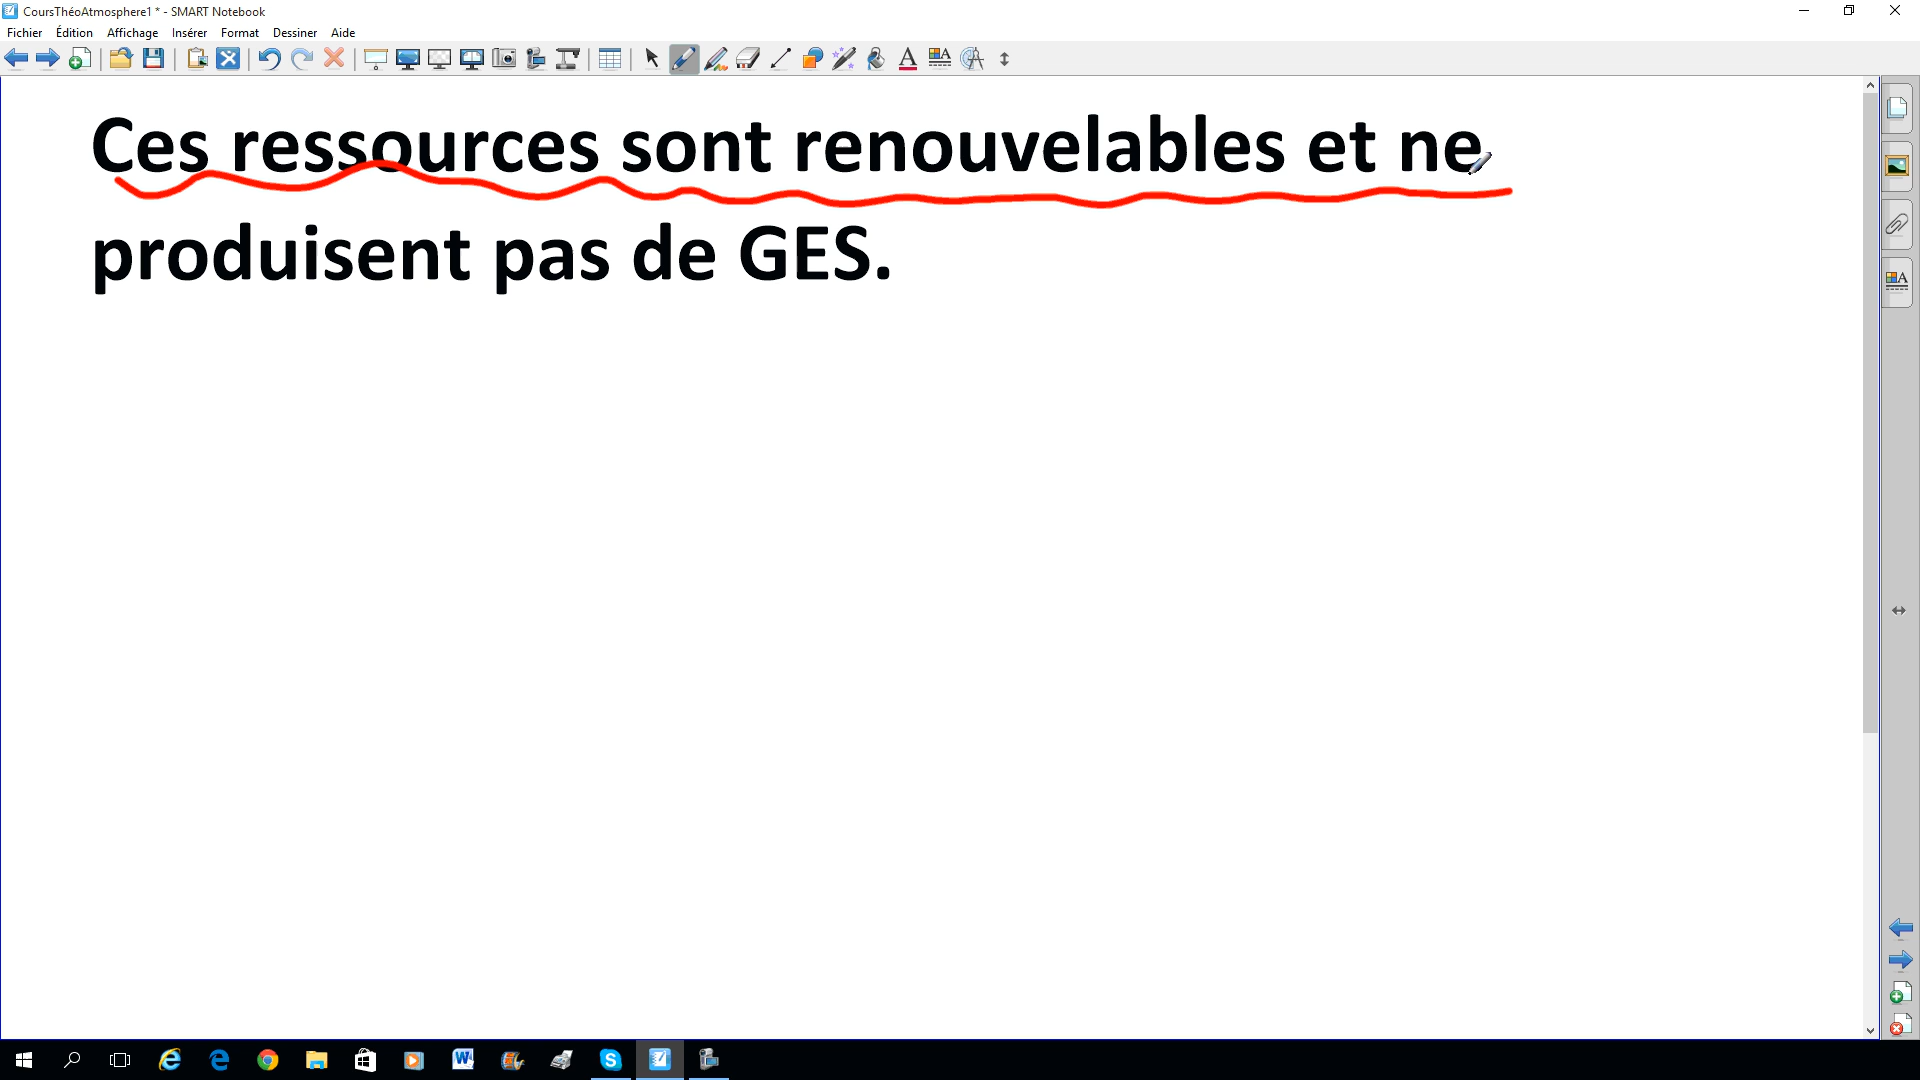 CoursThéoAtmosphere1 * - SMART Notebook
Fichier Édition Affichage Insérer Format Dessiner Aide
Ces ressources sont renouvelables et ne
produisent pas de GES.